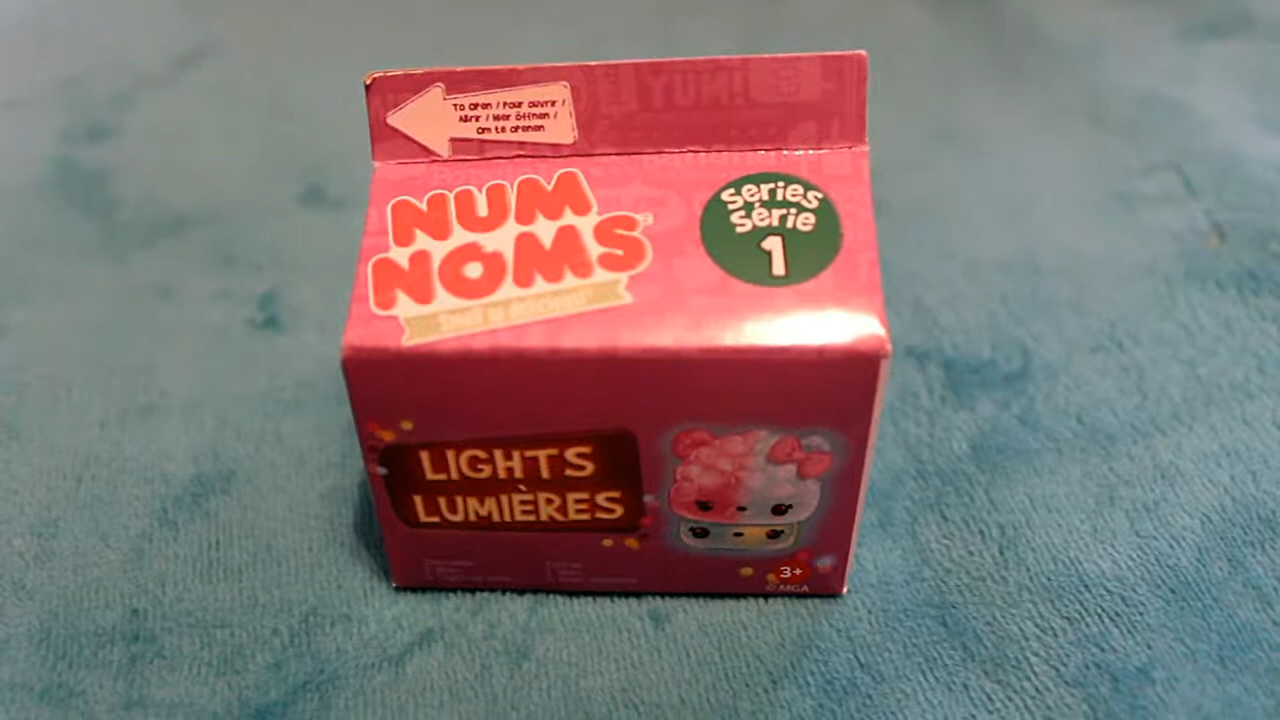 To Open / Pour ouvrir /
Abrir / Hier Öffnen /
Om te openen
NUM
NOMS
Series
Série
1
LIGHTS
LUMIÈRES
3+
© MGA